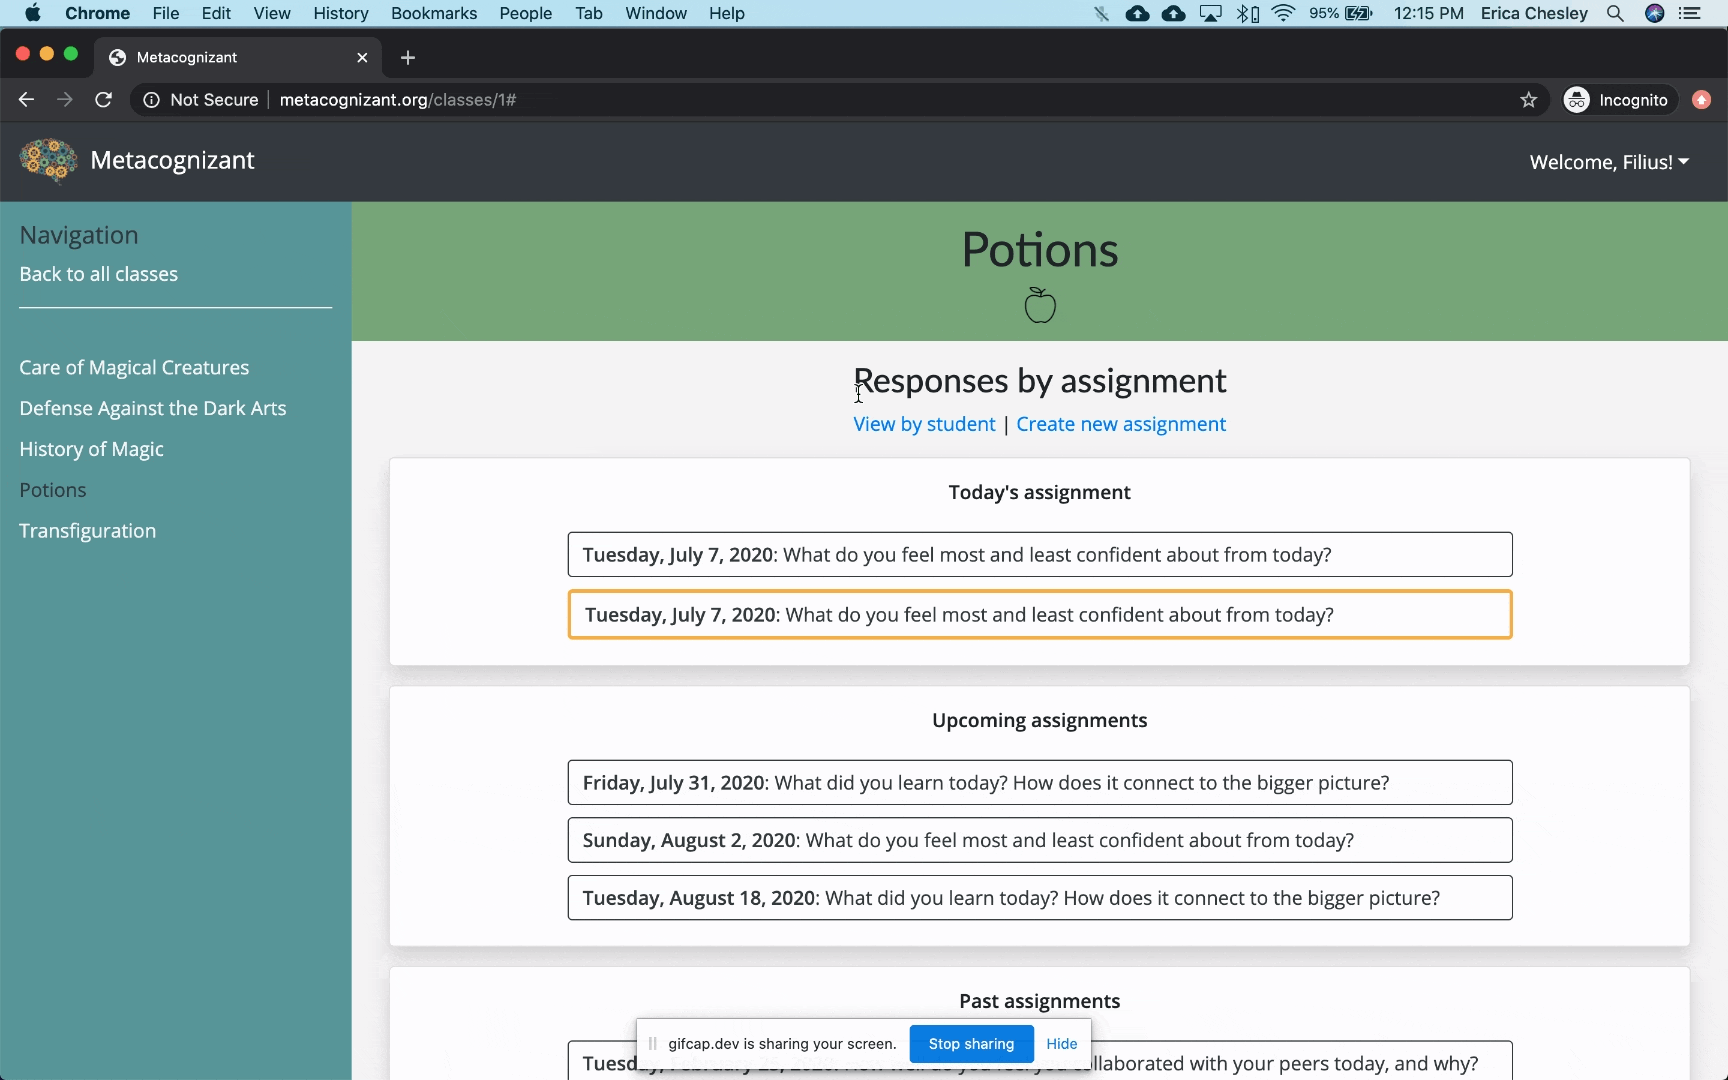 Chrome File Edit View History Bookmarks People Tab Window Help 95% 12:15 PM Erica Chesley
Metacognizant
Not Secure metacognizant.org/classes/1# Incognito
Metacognizant
Welcome, Filius!
Navigation
Back to all classes
Care of Magical Creatures
Defense Against the Dark Arts
History of Magic
Potions
Transfiguration
Potions
Responses by assignment
View by student | Create new assignment
Today's assignment
Tuesday, July 7, 2020: What do you feel most and least confident about from today?
Tuesday, July 7, 2020: What do you feel most and least confident about from today?
Upcoming assignments
Friday, July 31, 2020: What did you learn today? How does it connect to the bigger picture?
Sunday, August 2, 2020: What do you feel most and least confident about from today?
Tuesday, August 18, 2020: What did you learn today? How does it connect to the bigger picture?
Past assignments
gifcap.dev is sharing your screen. Stop sharing Hide
with your peers today, and why?